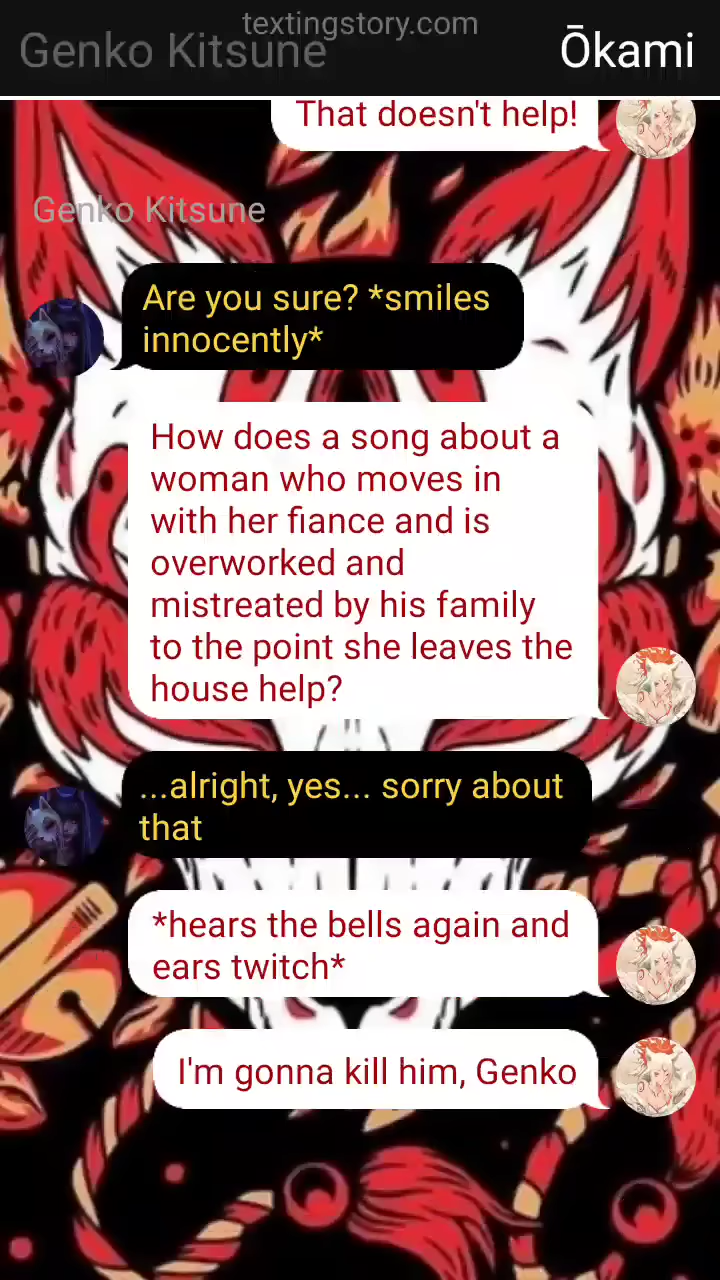 textingstory.com
Genko Kitsune
Ōkami
That doesn't help!
Genko Kitsune
Are you sure? *smiles
innocently*
How does a song about a
woman who moves in
with her fiance and is
overworked and
mistreated by his family
to the point she leaves the
house help?
...alright, yes... sorry about
that
*hears the bells again and
ears twitch*
I'm gonna kill him, Genko